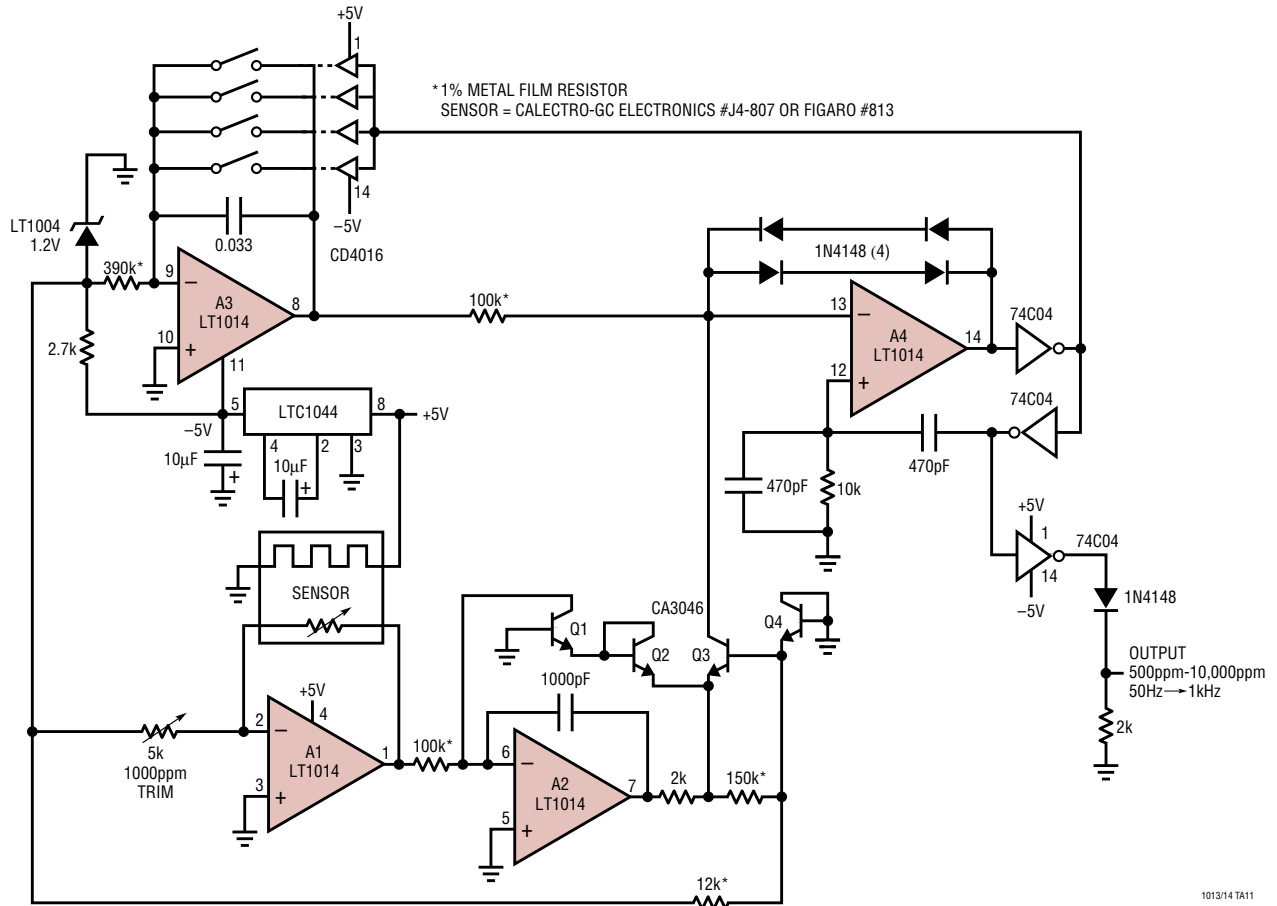 +5V
1
*1% METAL FILM RESISTOR
SENSOR = CALECTRO-GC ELECTRONICS #J4-807 OR FIGARO #813
14
–5V
CD4016
LT1004
1.2V
0.033
390k*
9
–
A3
LT1014
8
10
+
11
2.7k
100k*
1N4148 (4)
13
–
A4
LT1014
14
12
+
74C04
74C04
470pF
470pF
10k
5
LTC1044
8
+5V
–5V
4
2
3
10µF
+
10µF
+
SENSOR
+5V
1
74C04
14
–5V
1N4148
OUTPUT
500ppm-10,000ppm
50Hz→1kHz
2k
CA3046
Q1
Q2
Q3
Q4
1000pF
5k
1000ppm
TRIM
+5V
4
2
–
A1
LT1014
1
3
+
100k*
6
–
A2
LT1014
7
5
+
2k
150k*
12k*
1013/14 TA11